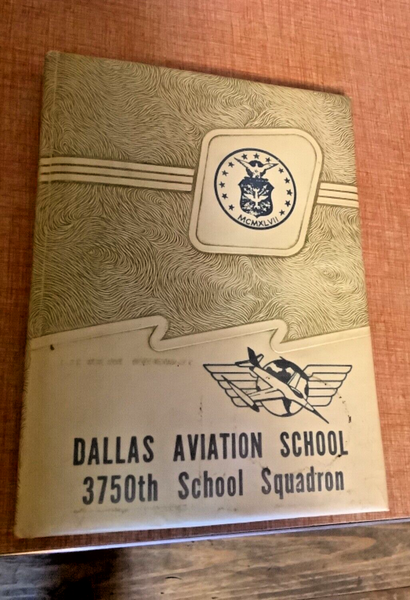 MCMXLVII
DALLAS AVIATION SCHOOL
3750th School Squadron